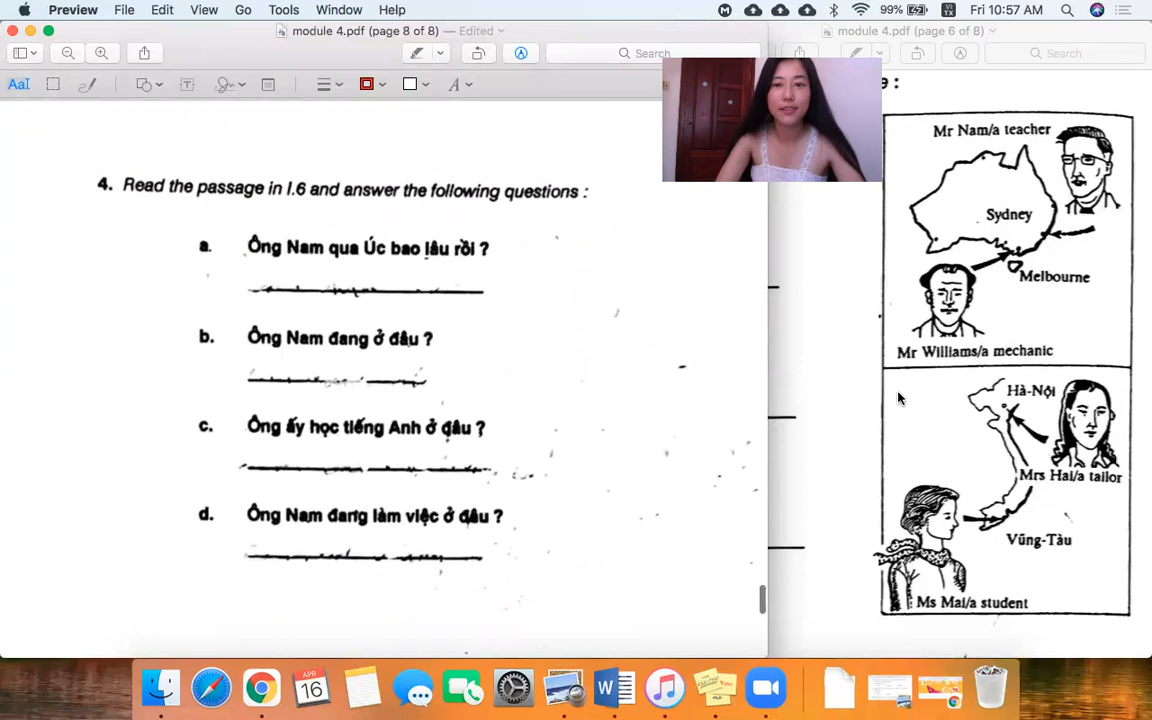 Preview File Edit View Go Tools Window Help
99% VI TX Fri 10:57 AM
module 4.pdf (page 8 of 8) — Edited
Search
module 4.pdf (page 6 of 8)
Search
4. Read the passage in I.6 and answer the following questions :
a. Ông Nam qua Úc bao lâu rồi ?
b. Ông Nam đang ở đâu ?
c. Ông ấy học tiếng Anh ở đâu ?
d. Ông Nam đang làm việc ở đâu ?
Mr Nam/a teacher
Sydney
Melbourne
Mr Williams/a mechanic
Hà-Nội
Mrs Hai/a tailor
Vũng-Tàu
Ms Mai/a student
APR
16